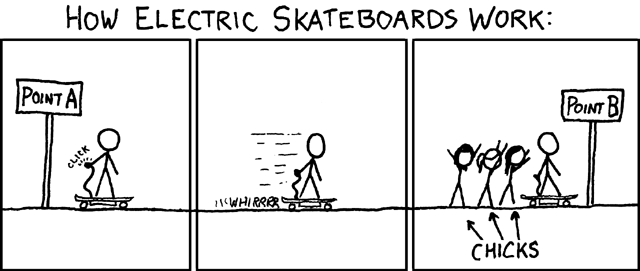 HOW ELECTRIC SKATEBOARDS WORK:
POINT A
CLICK
WHIRRRR
POINT B
CHICKS